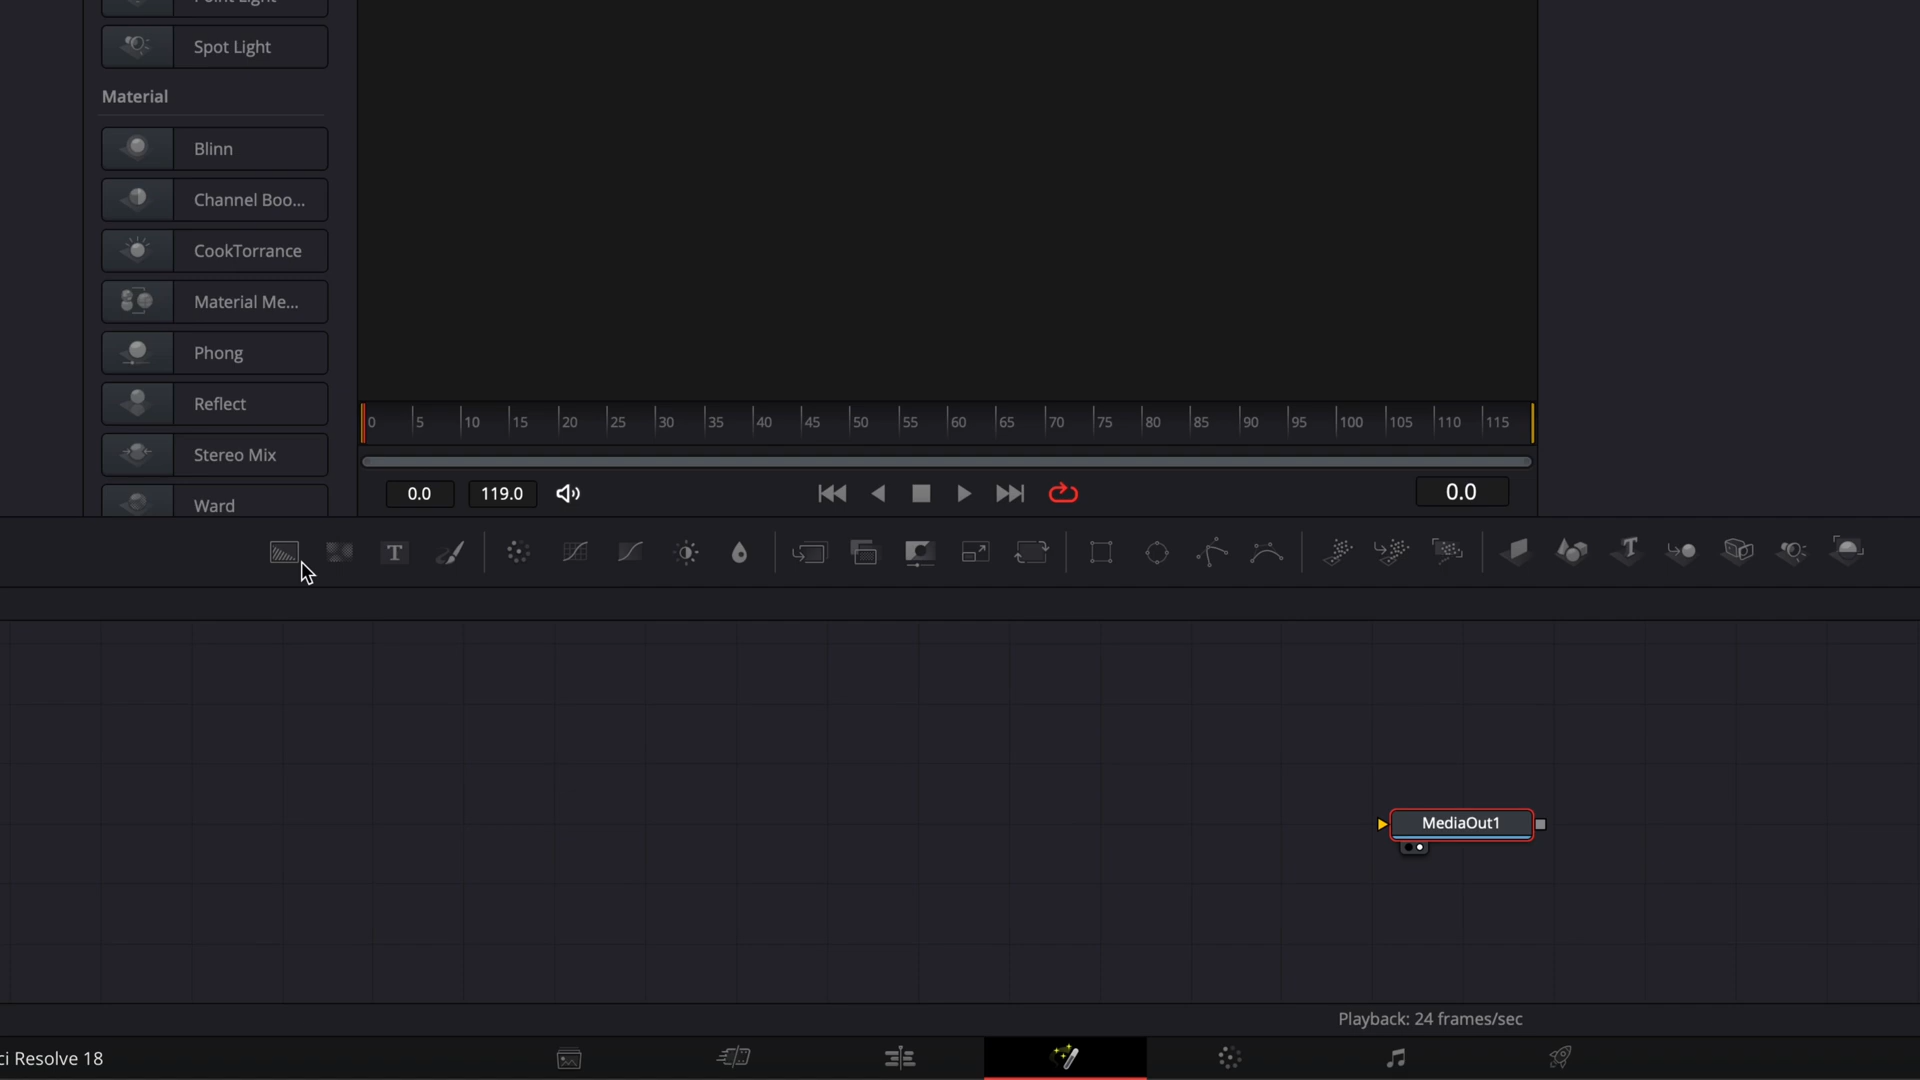 Point Light
Spot Light
Material
Blinn
Channel Boo...
CookTorrance
Material Me...
Phong
Reflect
Stereo Mix
Ward
0 5 10 15 20 25 30 35 40 45 50 55 60 65 70 75 80 85 90 95 100 105 110 115
0.0 119.0 0.0
T
MediaOut1
Playback: 24 frames/sec
ci Resolve 18